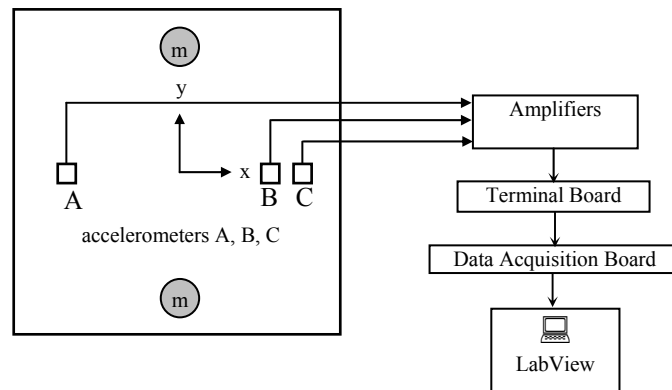 m
y
x
A
B
C
accelerometers A, B, C
m
Amplifiers
Terminal Board
Data Acquisition Board
LabView